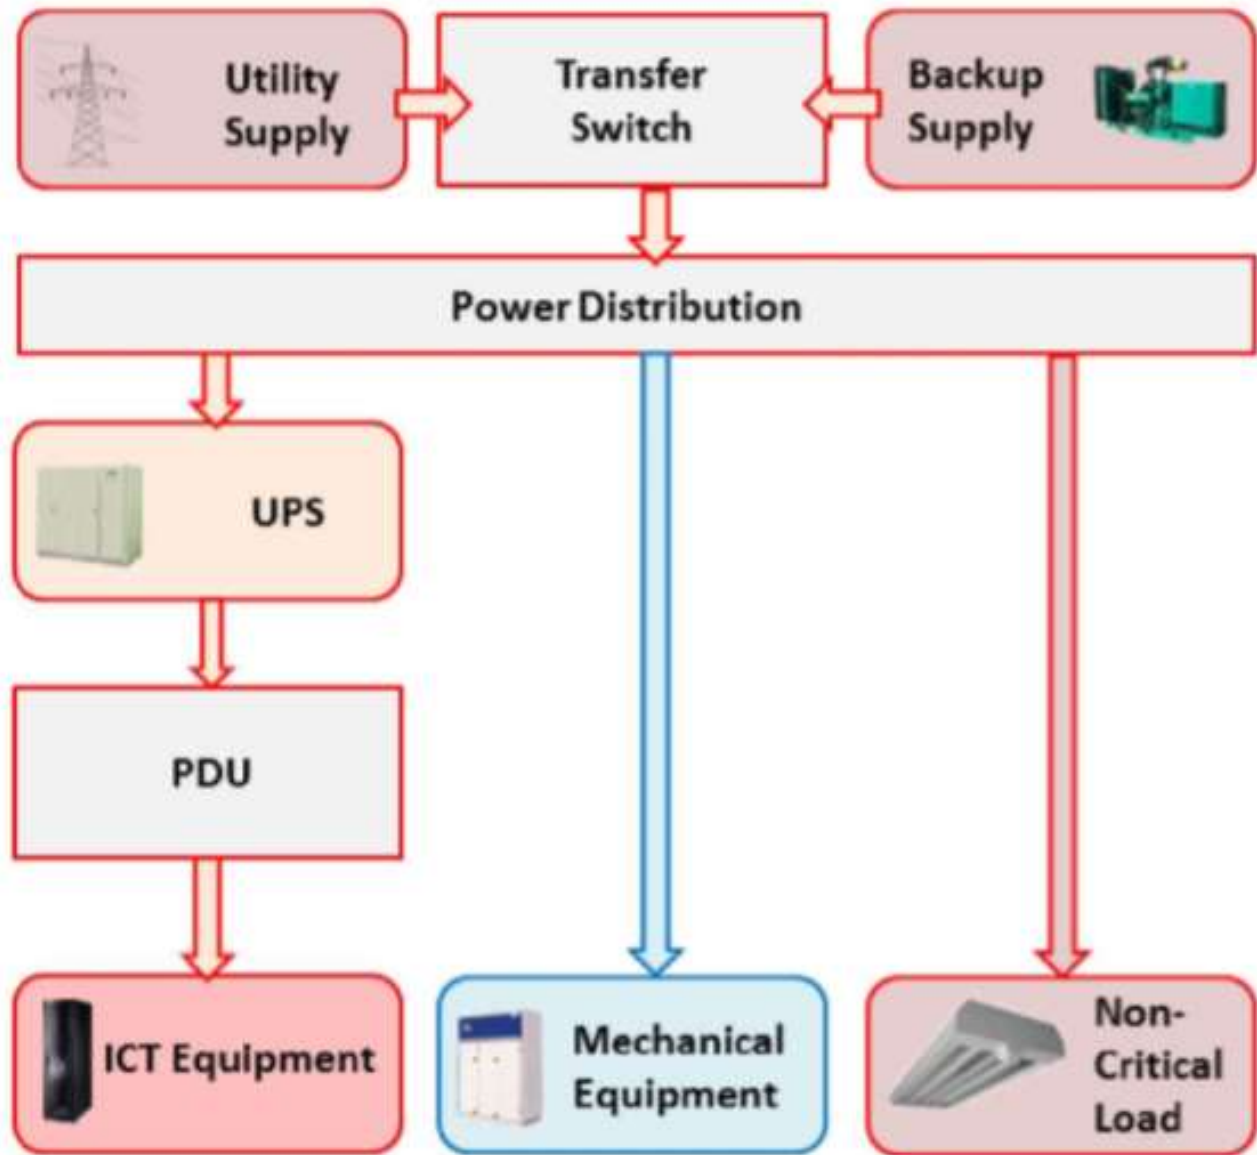 Utility
Supply
Transfer
Switch
Backup
Supply
Power Distribution
UPS
PDU
ICT Equipment
Mechanical
Equipment
Non-
Critical
Load